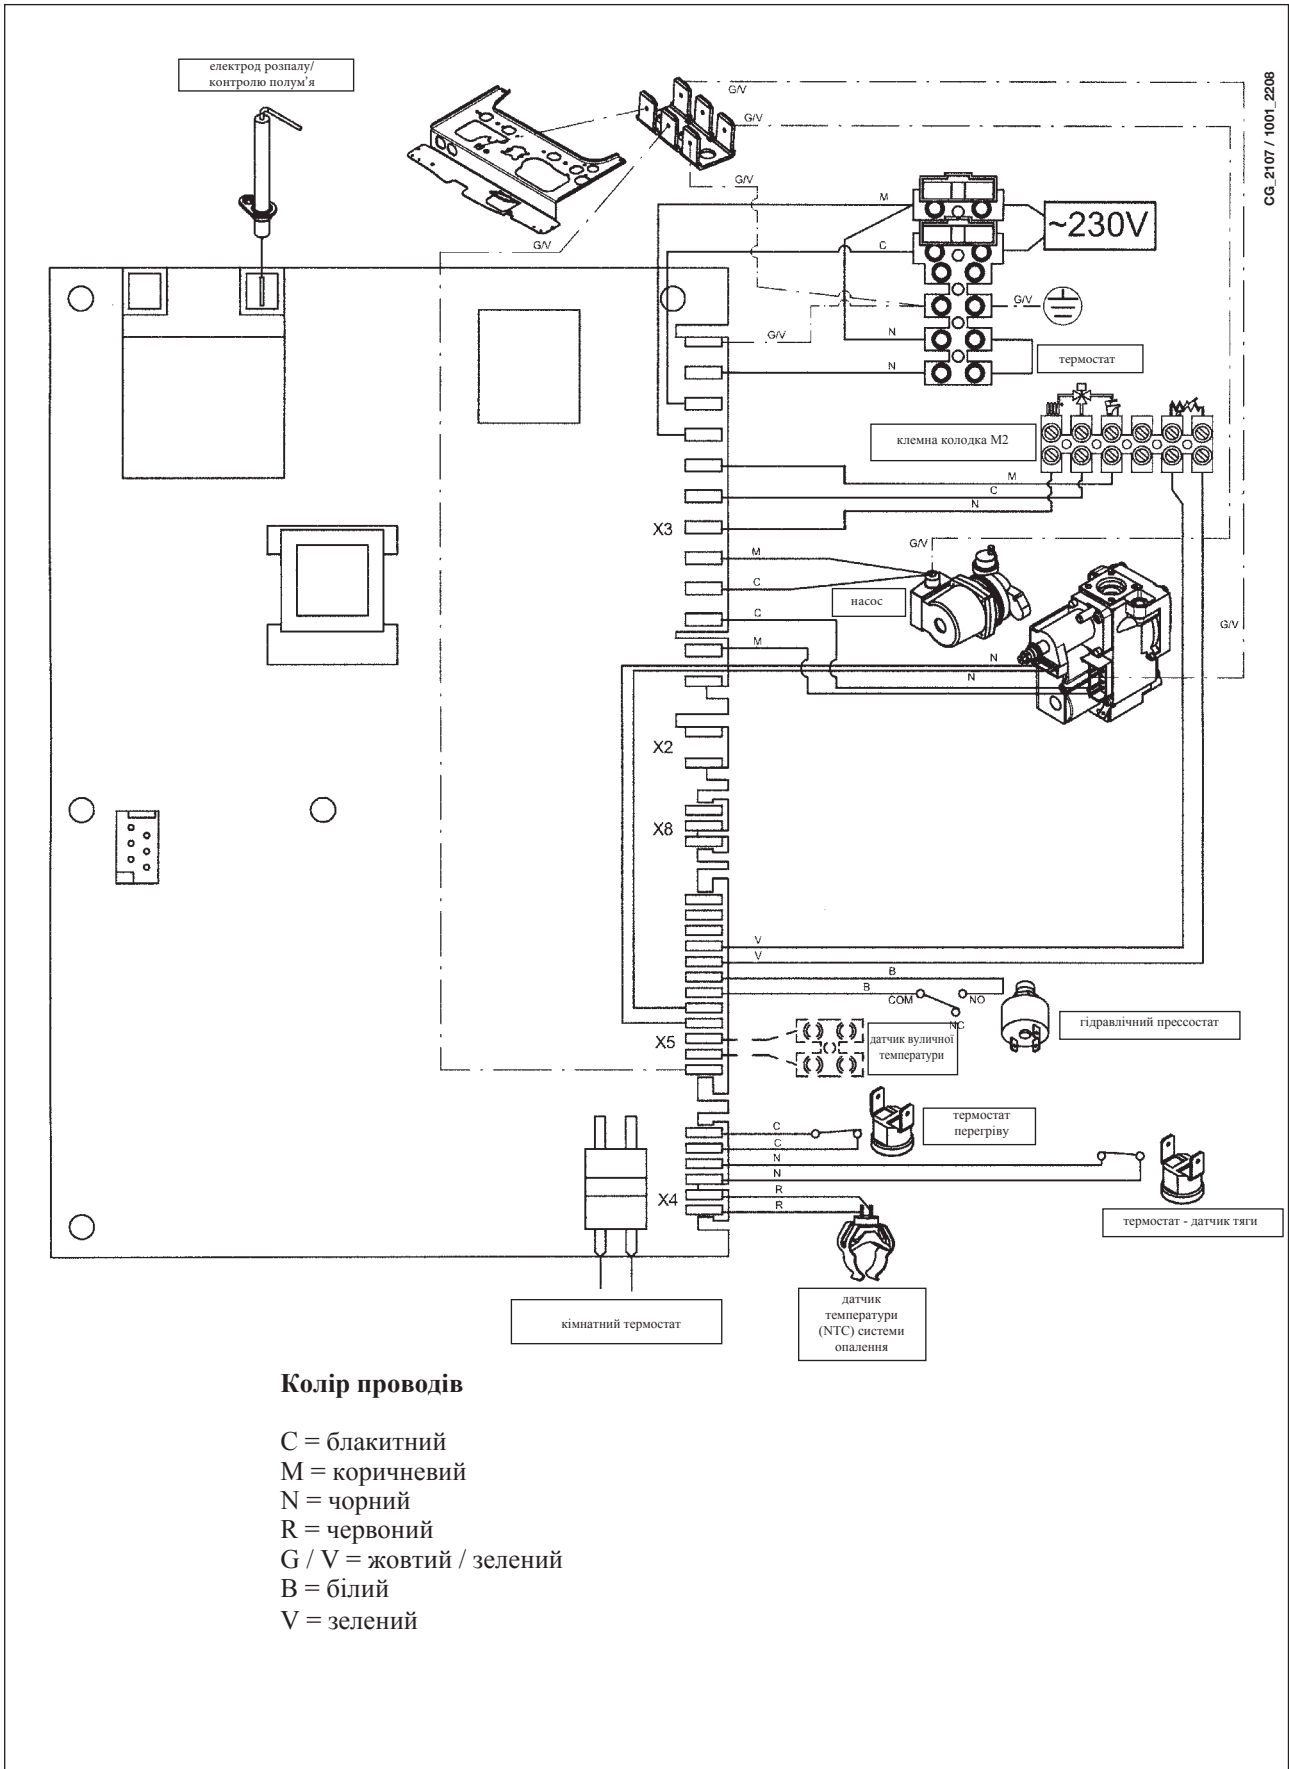 електрод розпалу/
контролю полум'я
CG_2107 / 1001_2208
G/V
G/V
G/V
G/V
M
~230V
C
G/V
G/V
N
термостат
N
клемна колодка М2
M
C
N
X3
G/V
M
C
насос
C
G/V
M
N
N
X2
X8
V
V
B
B
COM
NO
NC
гідравлічний прессостат
X5
датчик вуличної
температури
термостат
перегріву
C
C
N
N
X4
R
R
термостат - датчик тяги
кімнатний термостат
датчик
температури
(NTC) системи
опалення
Колір проводів
C = блакитний
M = коричневий
N = чорний
R = червоний
G / V = жовтий / зелений
B = білий
V = зелений